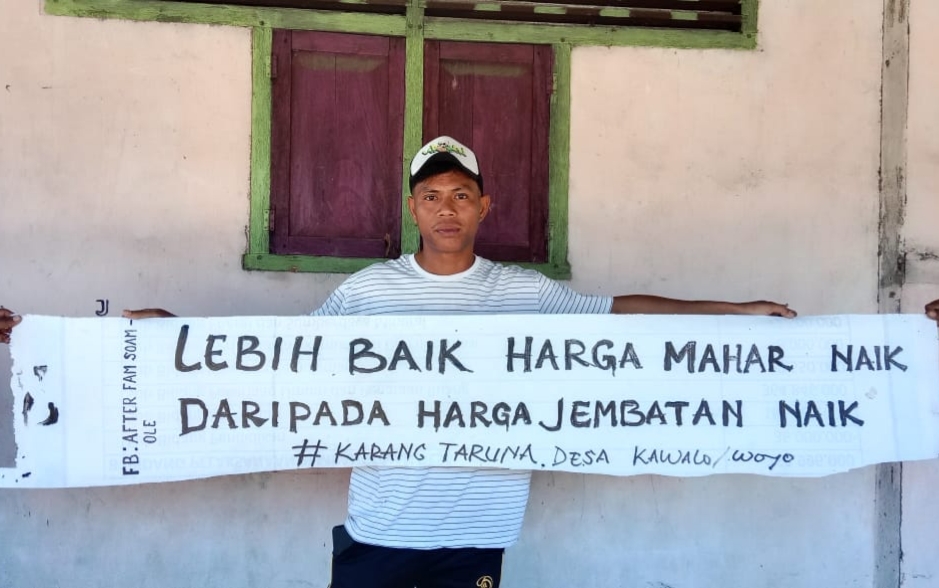 LEBIH BAIK HARGA MAHAR NAIK
DARIPADA HARGA JEMBATAN NAIK
# KARANG TARUNA. DESA KAWALO/WOYO
FB: AFTER FAM SOAM-
OLE